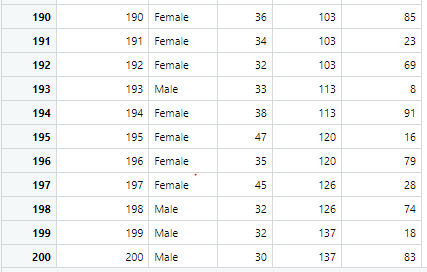 190 190 Female 36 103 85
191 191 Female 34 103 23
192 192 Female 32 103 69
193 193 Male 33 113 8
194 194 Female 38 113 91
195 195 Female 47 120 16
196 196 Female 35 120 79
197 197 Female 45 126 28
198 198 Male 32 126 74
199 199 Male 32 137 18
200 200 Male 30 137 83